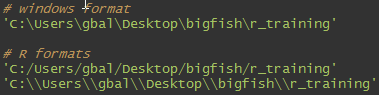 # windows format
'C:\Users\gbal\Desktop\bigfish\r_training'
# R formats
'C:/Users/gbal/Desktop/bigfish/r_training'
'C:\\Users\\gbal\\Desktop\\bigfish\\r_training'